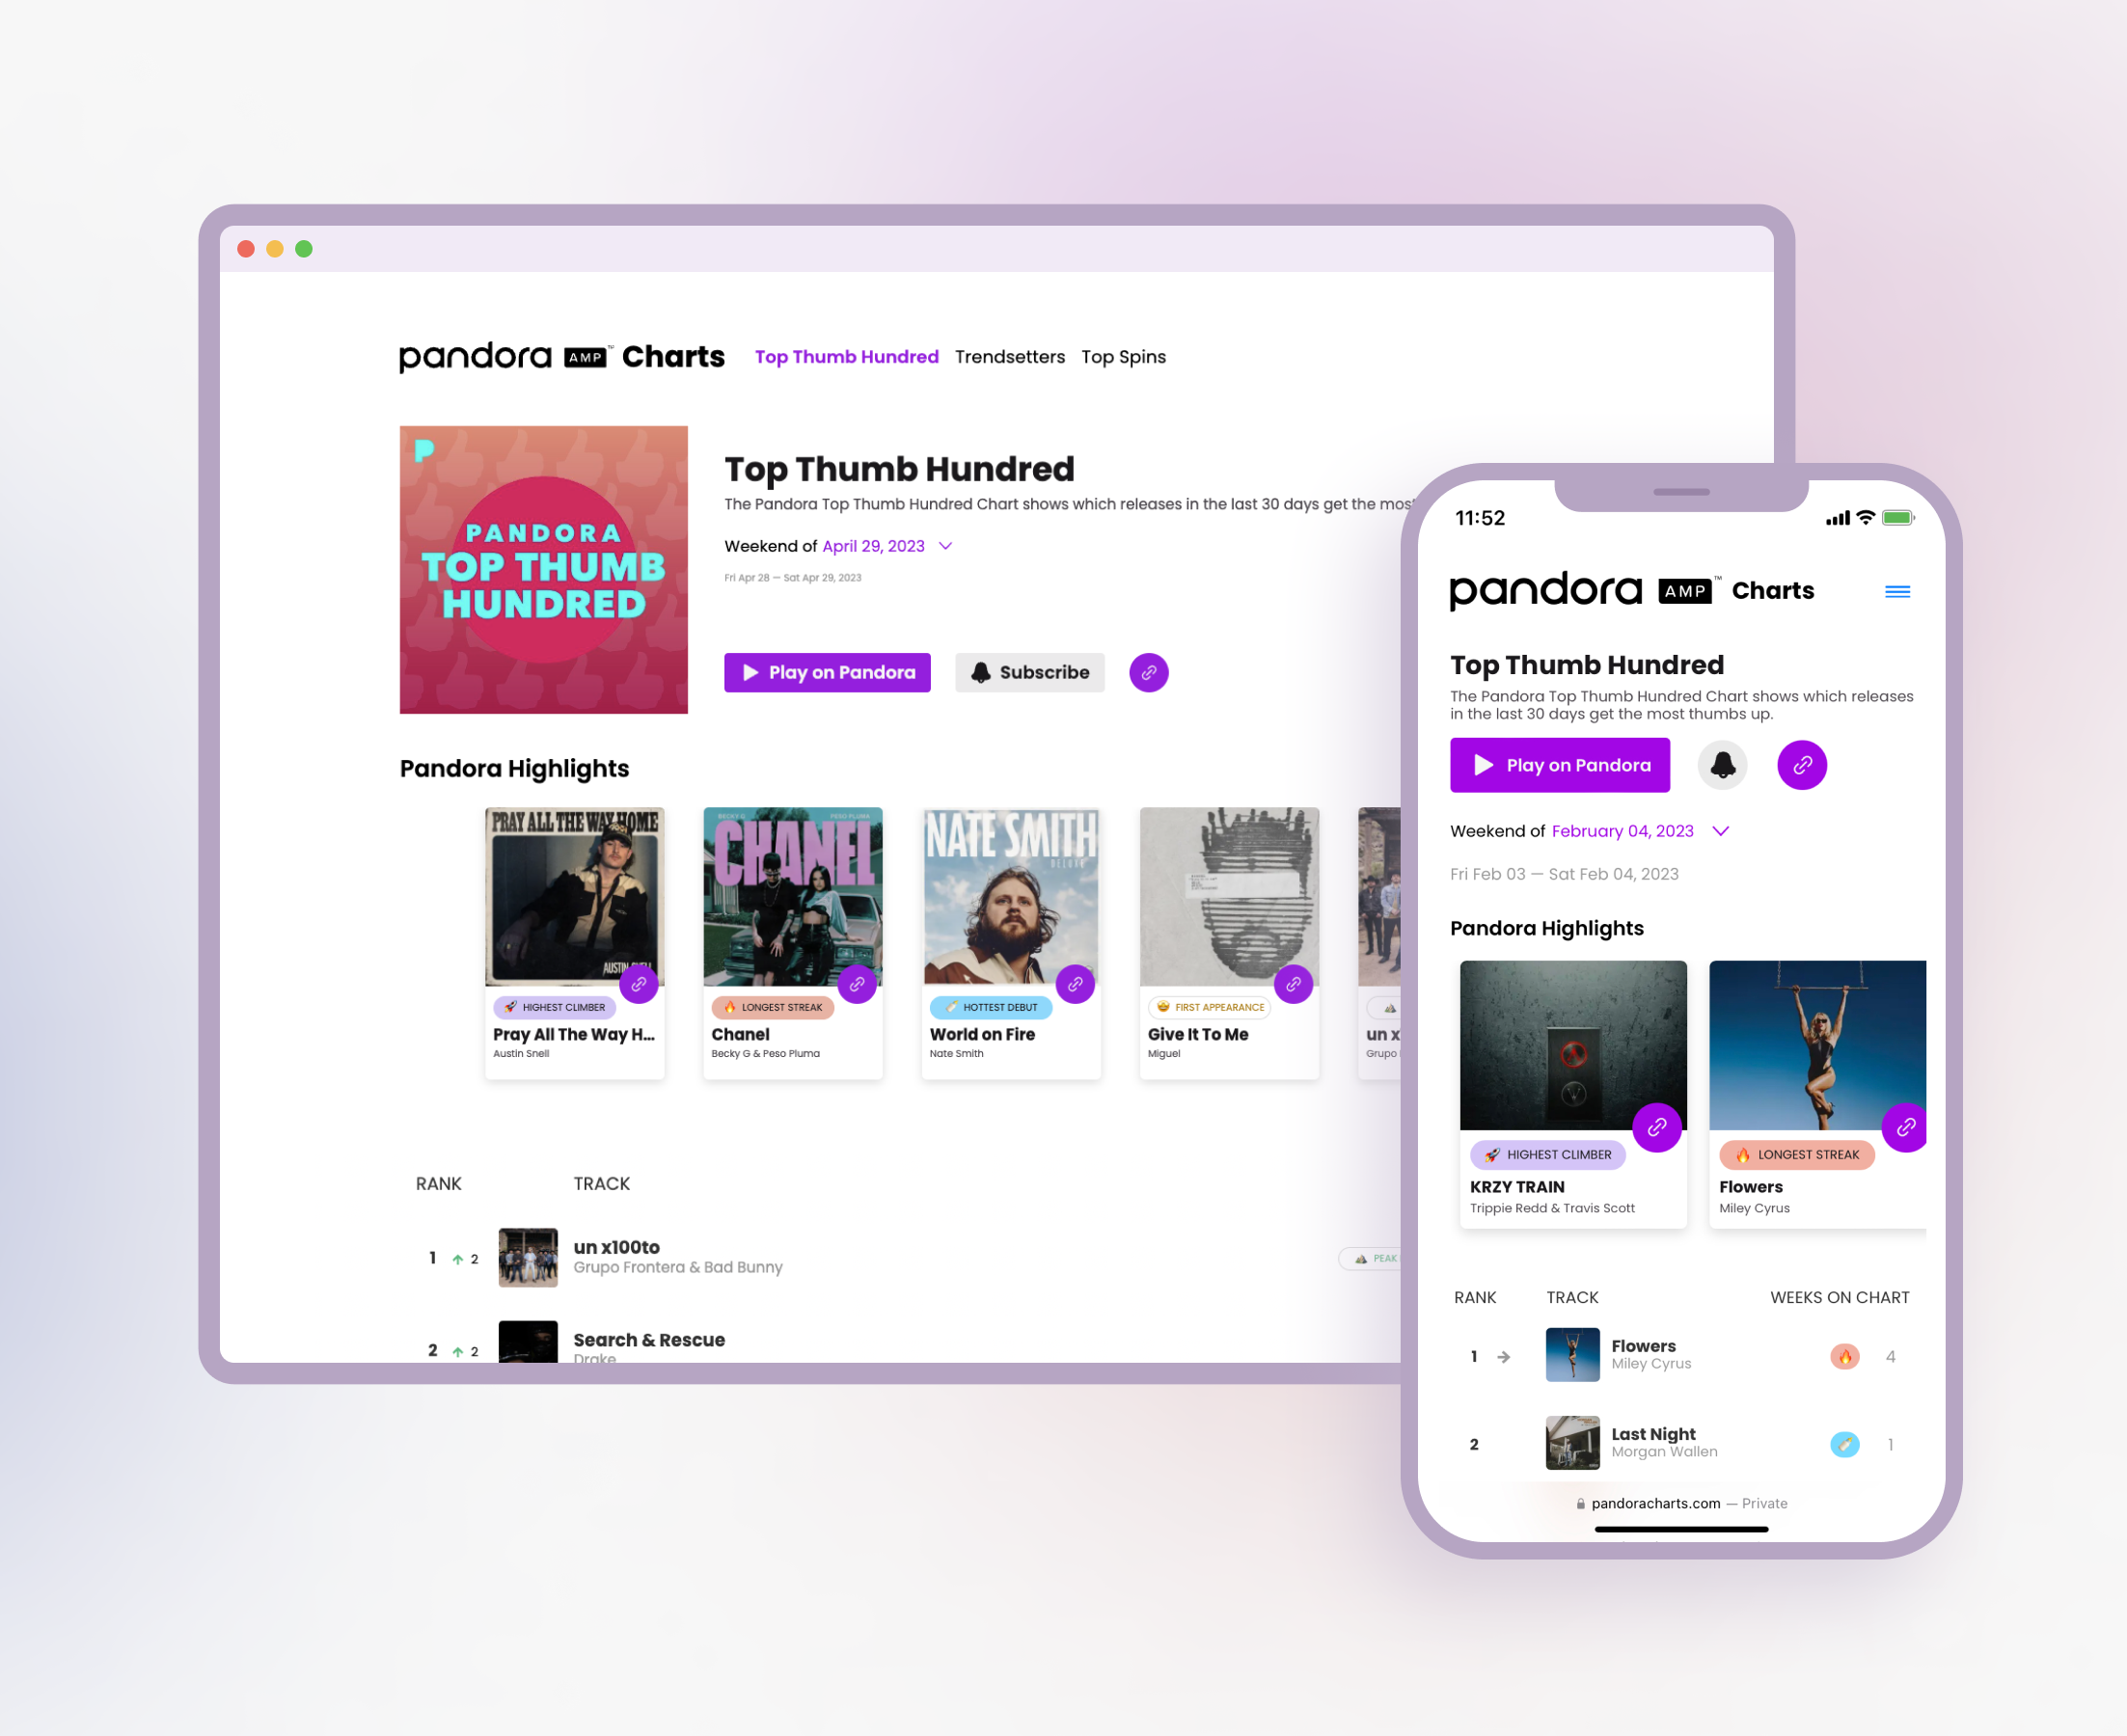 pandora AMP™ Charts Top Thumb Hundred Trendsetters Top Spins
PANDORA
TOP THUMB
HUNDRED
Top Thumb Hundred
The Pandora Top Thumb Hundred Chart shows which releases in the last 30 days get the most
Weekend of April 29, 2023
Fri Apr 28 — Sat Apr 29, 2023
Play on Pandora Subscribe
Pandora Highlights
PRAY ALL THE WAY HOME
AUSTIN SNELL
HIGHEST CLIMBER
Pray All The Way H...
Austin Snell
BECKY G PESO PLUMA
CHANEL
LONGEST STREAK
Chanel
Becky G & Peso Pluma
NATE SMITH
DELUXE
HOTTEST DEBUT
World on Fire
Nate Smith
FIRST APPEARANCE
Give It To Me
Miguel
un x
Grupo
RANK TRACK
1 2 un x100to
Grupo Frontera & Bad Bunny
PEAK
2 2 Search & Rescue
Drake
11:52
pandora AMP™ Charts
Top Thumb Hundred
The Pandora Top Thumb Hundred Chart shows which releases
in the last 30 days get the most thumbs up.
Play on Pandora
Weekend of February 04, 2023
Fri Feb 03 — Sat Feb 04, 2023
Pandora Highlights
HIGHEST CLIMBER
KRZY TRAIN
Trippie Redd & Travis Scott
LONGEST STREAK
Flowers
Miley Cyrus
RANK TRACK WEEKS ON CHART
1 Flowers 4
Miley Cyrus
2 Last Night 1
Morgan Wallen
pandoracharts.com — Private